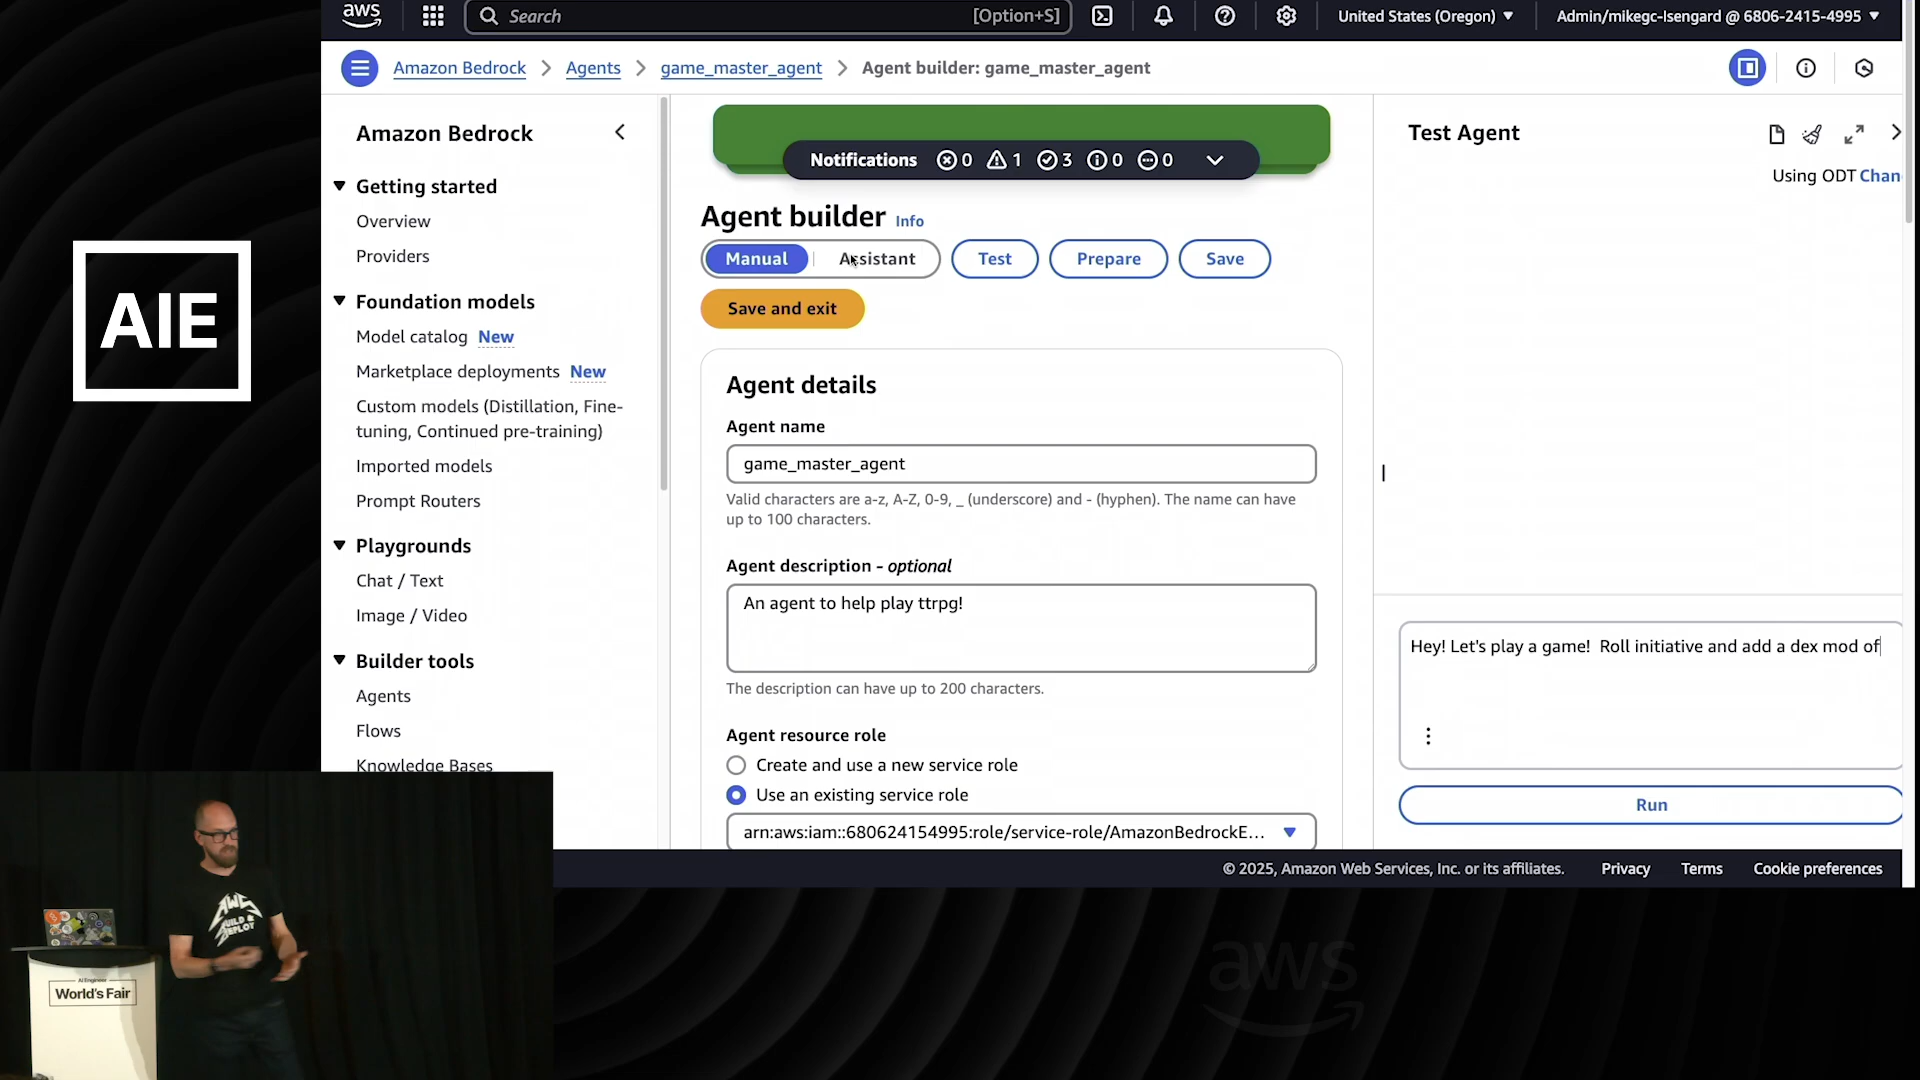 aws
Search
[Option+S]
United States (Oregon)
Admin/mikegc-Isengard @ 6806-2415-4995
Amazon Bedrock
Agents
game_master_agent
Agent builder: game_master_agent
AIE
Amazon Bedrock
Getting started
Overview
Providers
Foundation models
Model catalog New
Marketplace deployments New
Custom models (Distillation, Fine-
tuning, Continued pre-training)
Imported models
Prompt Routers
Playgrounds
Chat / Text
Image / Video
Builder tools
Agents
Flows
Knowledge Bases
Notifications 0 1 3 0 0
Agent builder Info
Manual
Assistant
Test
Prepare
Save
Save and exit
Agent details
Agent name
game_master_agent
Valid characters are a-z, A-Z, 0-9, _ (underscore) and - (hyphen). The name can have
up to 100 characters.
Agent description - optional
An agent to help play ttrpg!
The description can have up to 200 characters.
Agent resource role
Create and use a new service role
Use an existing service role
arn:aws:iam::680624154995:role/service-role/AmazonBedrockE...
Test Agent
Using ODT Chan
Hey! Let's play a game!  Roll initiative and add a dex mod of
Run
© 2025, Amazon Web Services, Inc. or its affiliates.
Privacy
Terms
Cookie preferences
AWS
BUILD &
DEPLOY
AI Engineer
World's Fair
aws